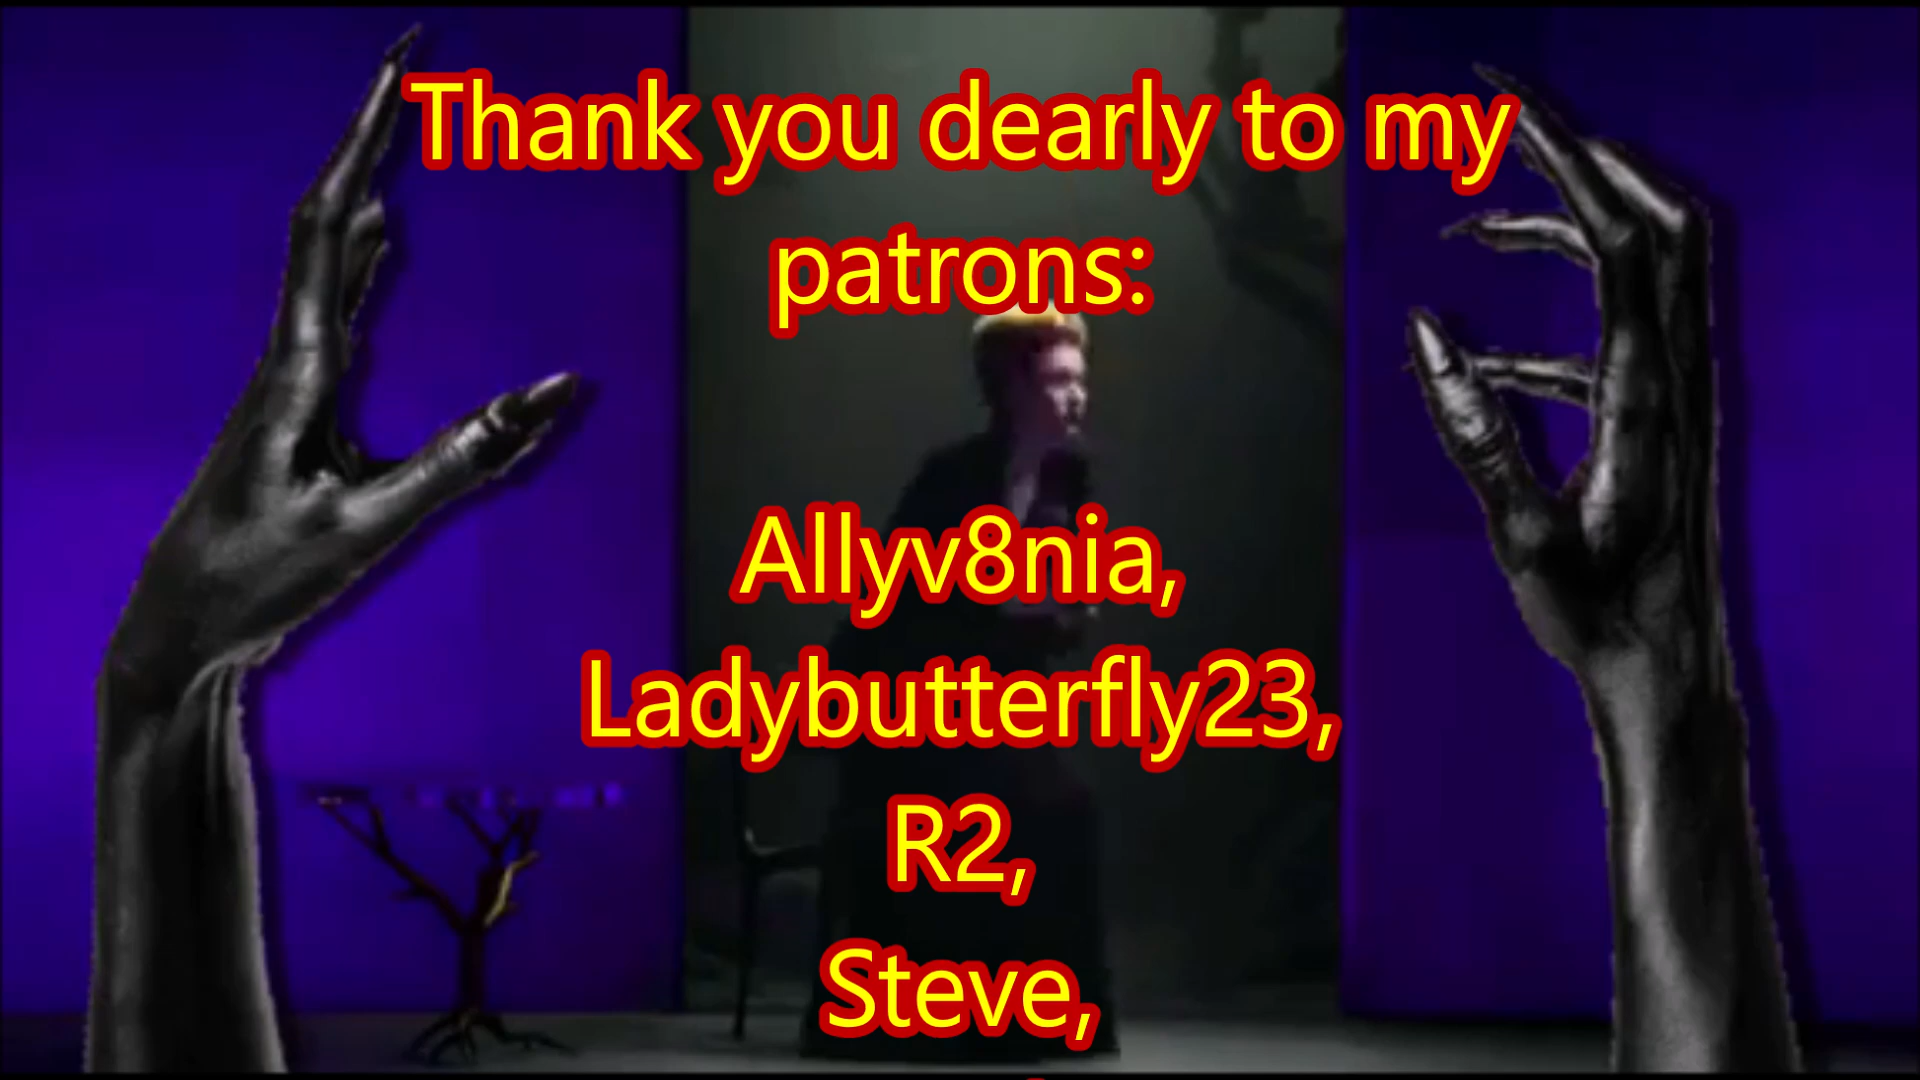 Thank you dearly to my
patrons:
Allyv8nia,
Ladybutterfly23,
R2,
Steve,